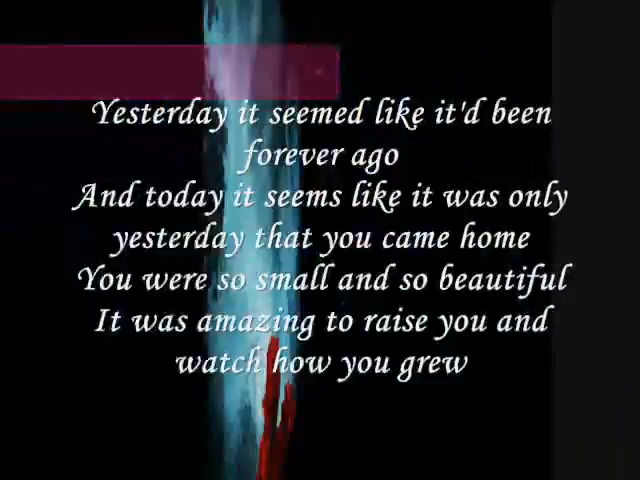 Yesterday it seemed like it'd been
forever ago
And today it seems like it was only
yesterday that you came home
You were so small and so beautiful
It was amazing to raise you and
watch how you grew